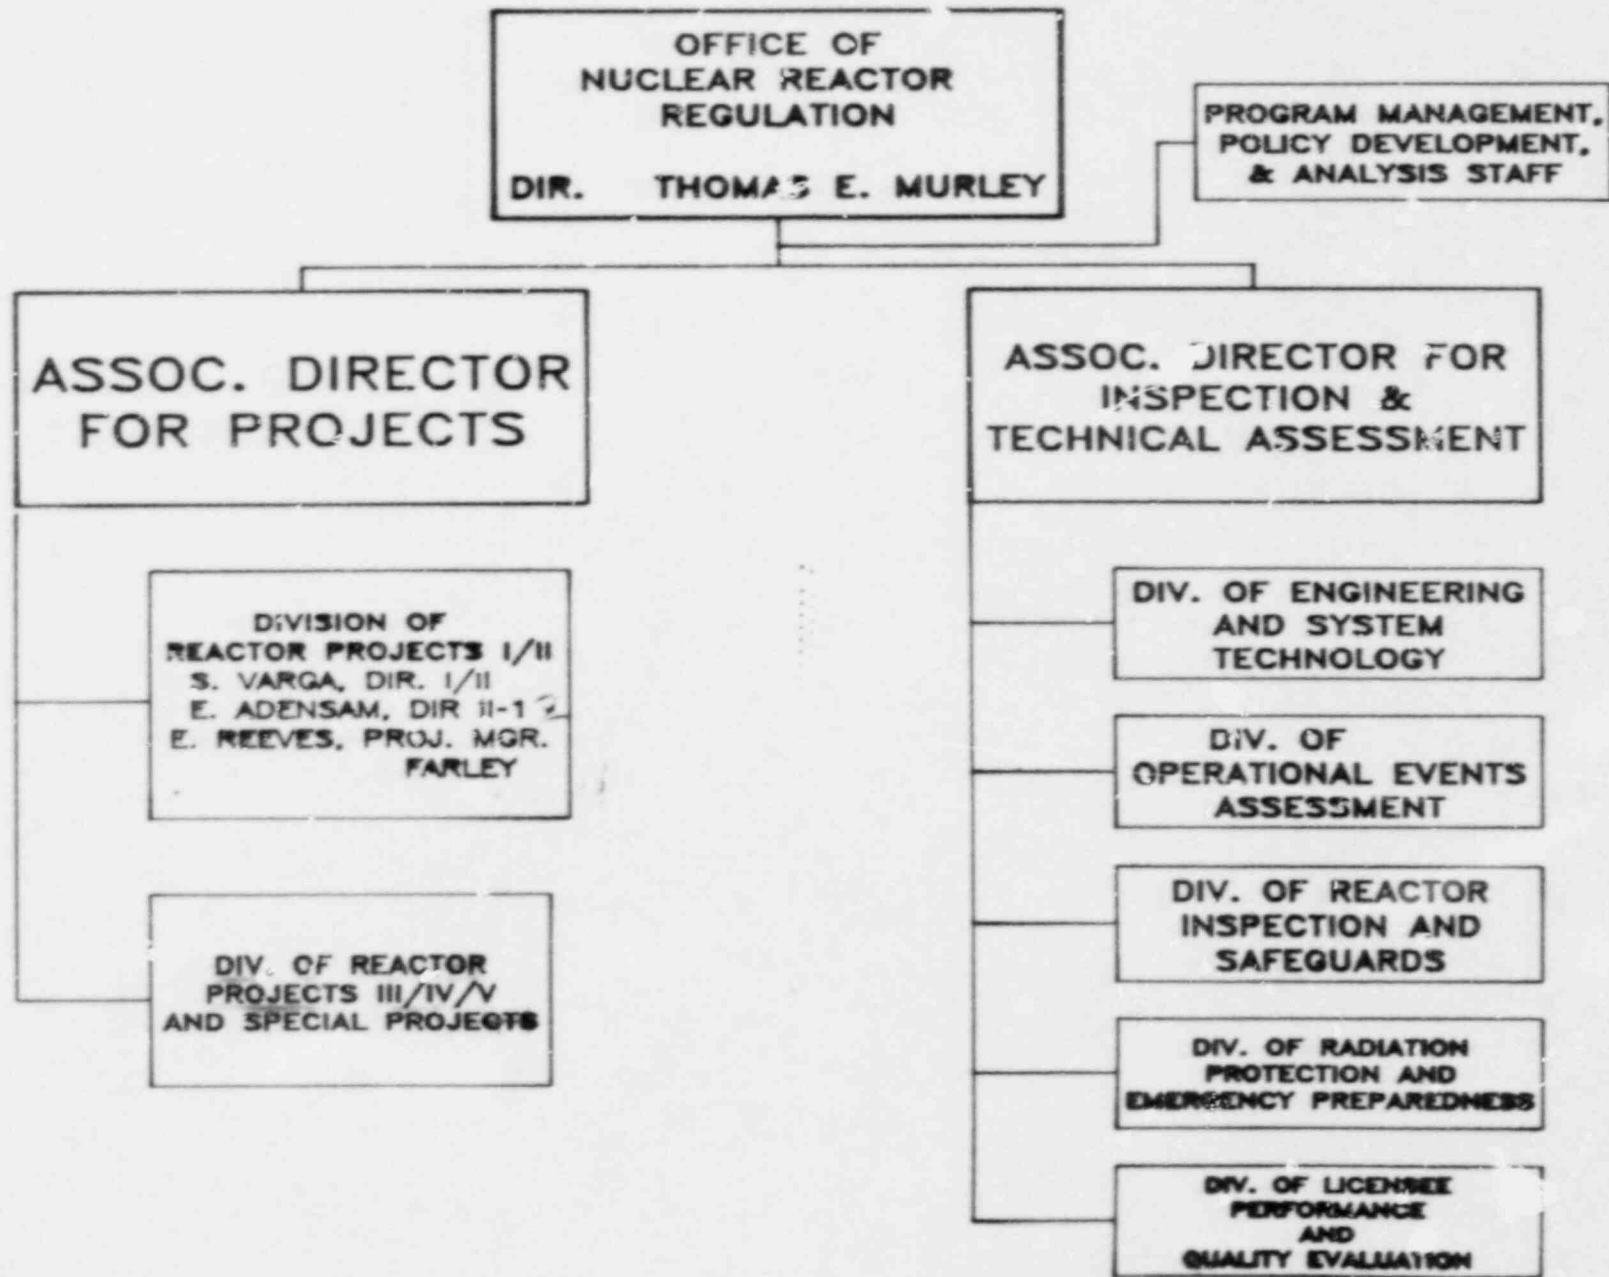 OFFICE OF
NUCLEAR REACTOR
REGULATION
DIR. THOMAS E. MURLEY
PROGRAM MANAGEMENT,
POLICY DEVELOPMENT,
& ANALYSIS STAFF
ASSOC. DIRECTOR
FOR PROJECTS
DIVISION OF
REACTOR PROJECTS I/II
S. VARGA, DIR. I/II
E. ADENSAM, DIR II-1
E. REEVES, PROJ. MGR.
FARLEY
DIV. OF REACTOR
PROJECTS III/IV/V
AND SPECIAL PROJECTS
ASSOC. DIRECTOR FOR
INSPECTION &
TECHNICAL ASSESSMENT
DIV. OF ENGINEERING
AND SYSTEM
TECHNOLOGY
DIV. OF
OPERATIONAL EVENTS
ASSESSMENT
DIV. OF REACTOR
INSPECTION AND
SAFEGUARDS
DIV. OF RADIATION
PROTECTION AND
EMERGENCY PREPAREDNESS
DIV. OF LICENSEE
PERFORMANCE
AND
QUALITY EVALUATION